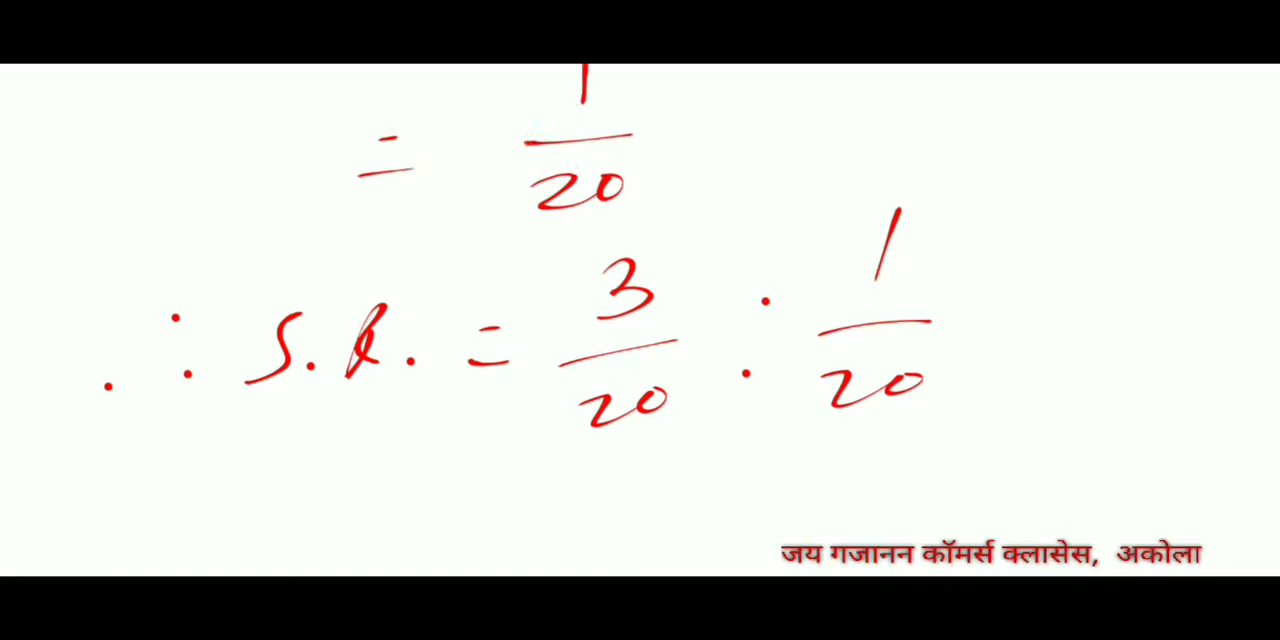 = 1/20
∴ S.R. = 3/20 : 1/20
जय गजानन कॉमर्स क्लासेस, अकोला